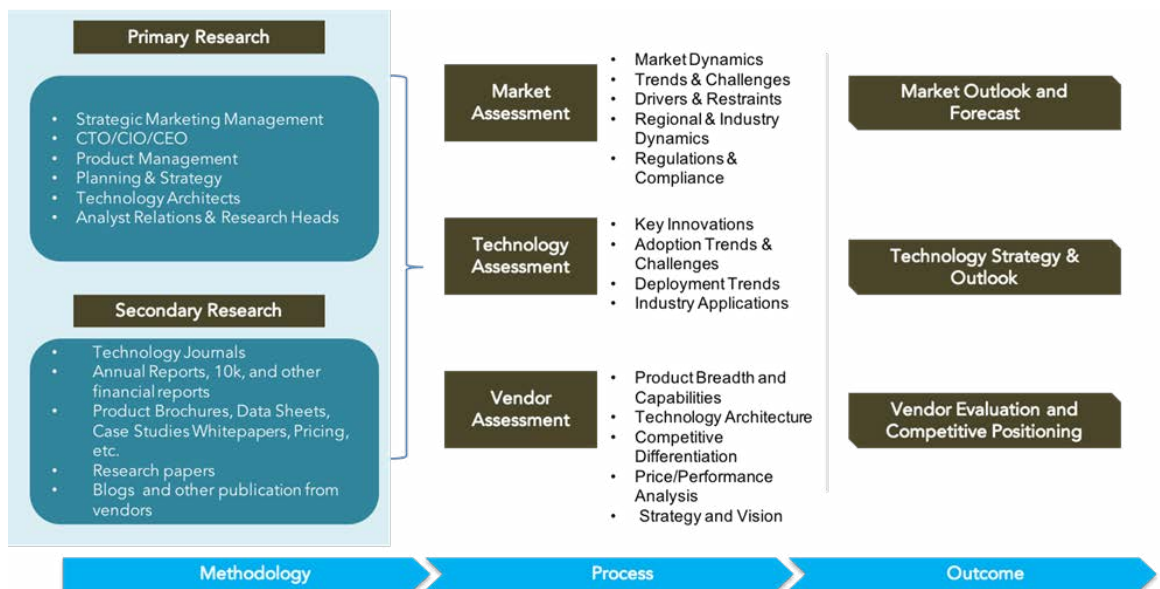 Primary Research
• Strategic Marketing Management
• CTO/CIO/CEO
• Product Management
• Planning & Strategy
• Technology Architects
• Analyst Relations & Research Heads
Secondary Research
• Technology Journals
• Annual Reports, 10k, and other
financial reports
• Product Brochures, Data Sheets,
Case Studies Whitepapers, Pricing,
etc.
• Research papers
• Blogs and other publication from
vendors
Market
Assessment
• Market Dynamics
• Trends & Challenges
• Drivers & Restraints
• Regional & Industry
Dynamics
• Regulations &
Compliance
Technology
Assessment
• Key Innovations
• Adoption Trends &
Challenges
• Deployment Trends
• Industry Applications
Vendor
Assessment
• Product Breadth and
Capabilities
• Technology Architecture
• Competitive
Differentiation
• Price/Performance
Analysis
• Strategy and Vision
Market Outlook and
Forecast
Technology Strategy &
Outlook
Vendor Evaluation and
Competitive Positioning
Methodology
Process
Outcome